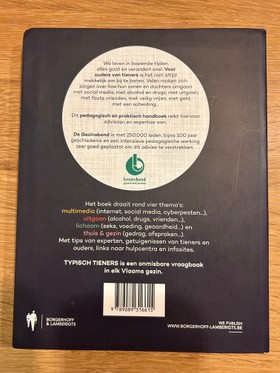 We leven in boeiende tijden,
alles gaat en verandert snel. Voor
ouders van tieners is het niet altijd
makkelijk om bij te benen. Velen maken zich
zorgen over hoe hun zonen en dochters omgaan
met social media, met alcohol en drugs, met uitgaan,
met foute vrienden, met veilig vrijen, met geld,
met een scheiding...
Dit pedagogisch en praktisch handboek reikt hiervoor
adviezen en expertise aan.
De Gezinsbond is met 250.000 leden, bijna 100 jaar
geschiedenis en een intensieve pedagogische werking
zeer goed geplaatst om dit advies te verstrekken.
Gezinsbond
Het boek draait rond vier thema's:
multimedia (internet, social media, cyberpesten...),
uitgaan (alcohol, drugs, vrienden...),
lichaam (seks, voeding, geaardheid...) en
thuis & gezin (gedrag, afspraken...).
Met tips van experten, getuigenissen van tieners en
ouders, links naar hulpcentra en infosites.
TYPISCH TIENERS is een onmisbare vraagbook
in elk Vlaams gezin.
9 789089 316615
BORGERHOFF
& LAMBERIGTS
WE PUBLISH
WWW.BORGERHOFF-LAMBERIGTS.BE